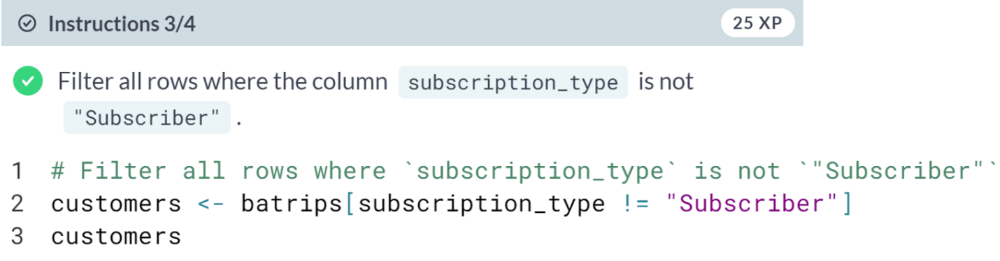 Instructions 3/4 25 XP
Filter all rows where the column subscription_type is not
"Subscriber" .
1 # Filter all rows where `subscription_type` is not `"Subscriber"`
2 customers <- batrips[subscription_type != "Subscriber"]
3 customers